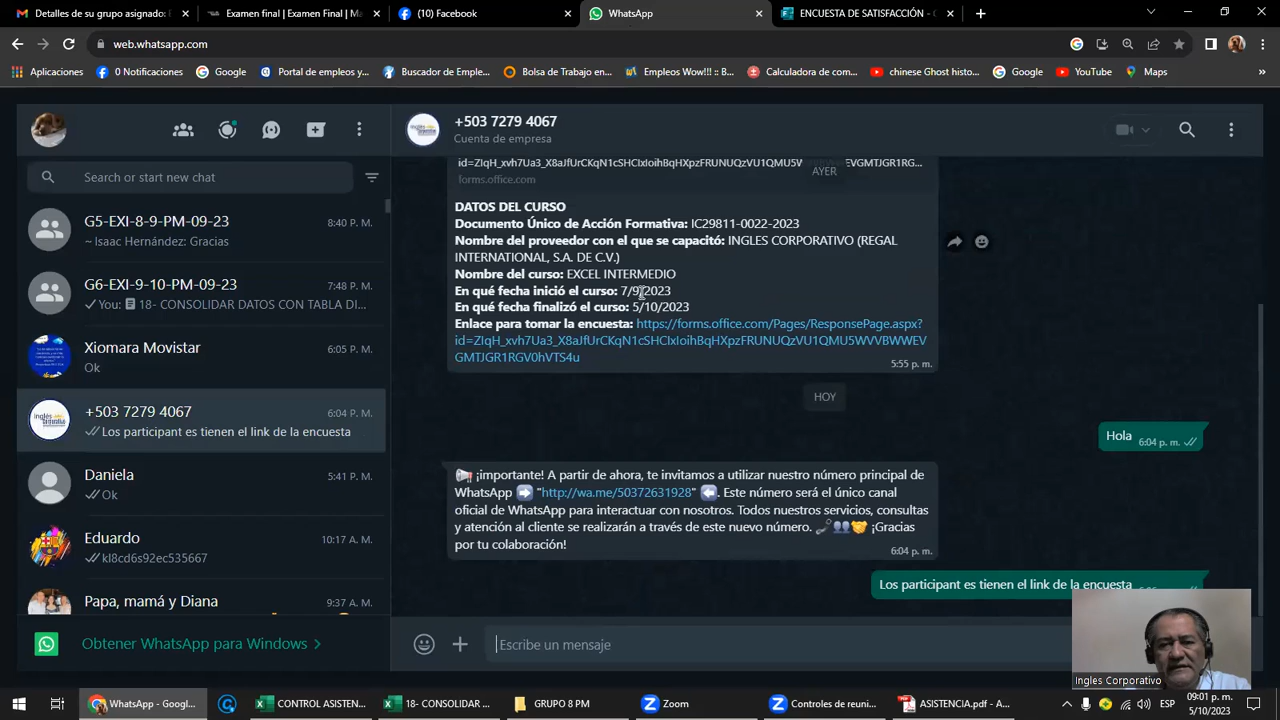 Detalles de su grupo asignado:
Examen final | Examen Final | Ma
Facebook
WhatsApp
ENCUESTA DE SATISFACCIÓN -
web.whatsapp.com
Aplicaciones
0 Notificaciones
Google
Portal de empleos y...
Buscador de Emple...
Bolsa de Trabajo en...
Empleos Wow!!! :: B...
Calculadora de com...
chinese Ghost histo...
Google
YouTube
Maps
Search or start new chat
G5-EXI-8-9-PM-09-23
8:40 P. M.
~ Isaac Hernández: Gracias
G6-EXI-9-10-PM-09-23
7:48 P. M.
You: 18- CONSOLIDAR DATOS CON TABLA DI...
Xiomara Movistar
6:05 P. M.
Ok
+503 7279 4067
6:04 P. M.
Los participant es tienen el link de la encuesta
Daniela
5:41 P. M.
Ok
Eduardo
10:17 A. M.
kl8cd6s92ec535667
Papa, mamá y Diana
9:37 A. M.
Obtener WhatsApp para Windows
+503 7279 4067
Cuenta de empresa
AYER
forms.office.com
DATOS DEL CURSO
Documento Único de Acción Formativa: IC29811-0022-2023
Nombre del proveedor con el que se capacitó: INGLES CORPORATIVO (REGAL
INTERNATIONAL, S.A. DE C.V.)
Nombre del curso: EXCEL INTERMEDIO
En qué fecha inició el curso: 7/9/2023
En qué fecha finalizó el curso: 5/10/2023
Enlace para tomar la encuesta: https://forms.office.com/Pages/ResponsePage.aspx?
id=ZIqH_xvh7Ua3_X8aJfUrCKqN1cSHCIxIoihBqHXpzFRUNUQzVU1QMU5WVVBWWEV
GMTJGR1RGV0hVTS4u
5:55 p. m.
HOY
Hola
6:04 p. m.
¡importante! A partir de ahora, te invitamos a utilizar nuestro número principal de
WhatsApp "http://wa.me/50372631928" . Este número será el único canal
oficial de WhatsApp para interactuar con nosotros. Todos nuestros servicios, consultas
y atención al cliente se realizarán a través de este nuevo número. ¡Gracias
por tu colaboración!
6:04 p. m.
Los participant es tienen el link de la encuesta
Escribe un mensaje
Ingles Corporativo
WhatsApp - Googl...
CONTROL ASISTEN...
18- CONSOLIDAR ...
GRUPO 8 PM
Zoom
Controles de reuni...
ASISTENCIA.pdf - A...
ESP
09:01 p. m.
5/10/2023